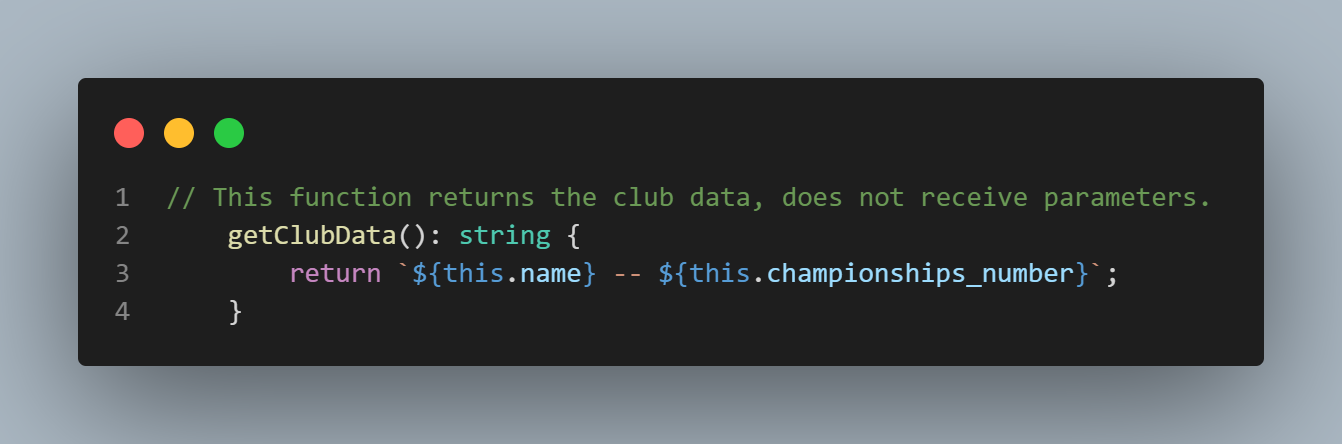 1 // This function returns the club data, does not receive parameters.
2 getClubData(): string {
3 return `${this.name} -- ${this.championships_number}`;
4 }